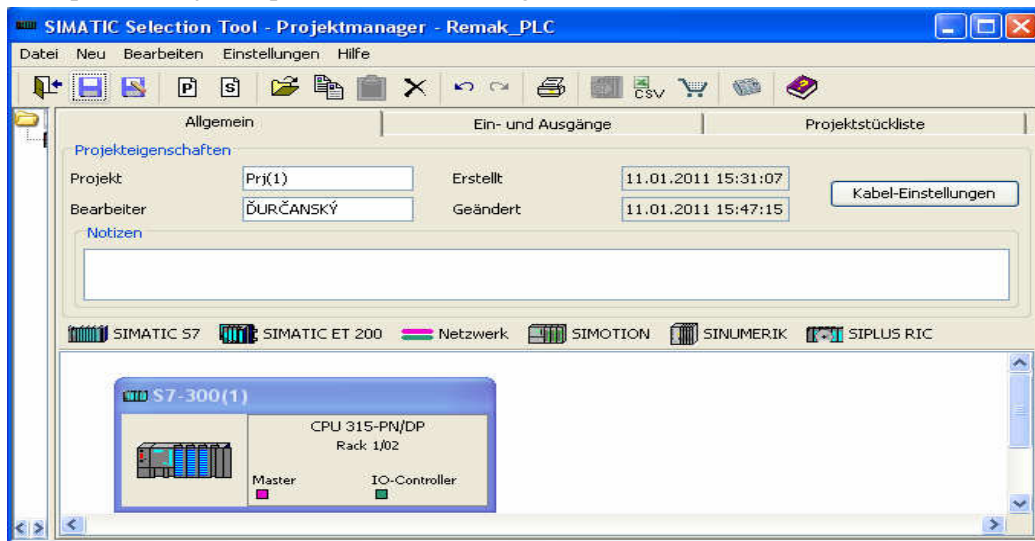 SIMATIC Selection Tool - Projektmanager - Remak_PLC
Datei Neu Bearbeiten Einstellungen Hilfe
P S CSV
Allgemein Ein- und Ausgänge Projektstückliste
Projekteigenschaften
Projekt Prj(1) Erstellt 11.01.2011 15:31:07 Kabel-Einstellungen
Bearbeiter ĎURČANSKÝ Geändert 11.01.2011 15:47:15
Notizen
SIMATIC S7 SIMATIC ET 200 Netzwerk SIMOTION SINUMERIK SIPLUS RIC
S7-300(1)
CPU 315-PN/DP
Rack 1/02
Master IO-Controller